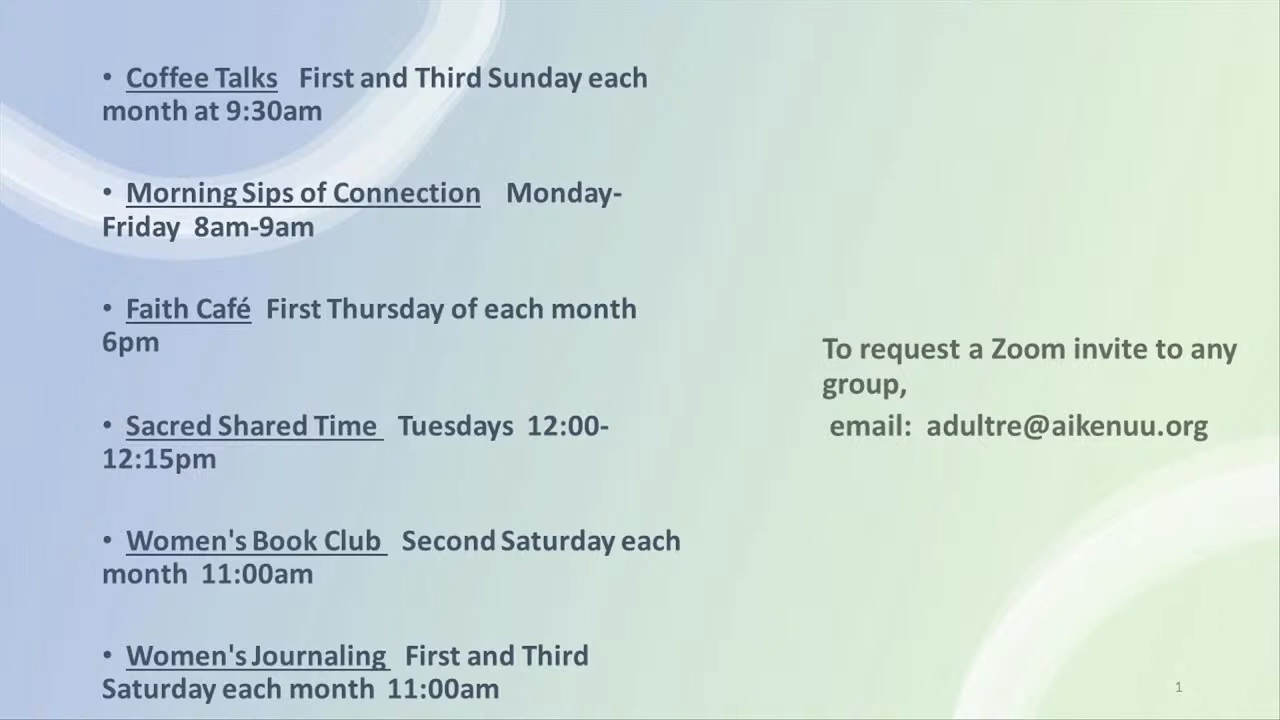 • Coffee Talks First and Third Sunday each
month at 9:30am
• Morning Sips of Connection Monday-
Friday 8am-9am
• Faith Café First Thursday of each month
6pm
• Sacred Shared Time Tuesdays 12:00-
12:15pm
• Women's Book Club Second Saturday each
month 11:00am
• Women's Journaling First and Third
Saturday each month 11:00am
To request a Zoom invite to any
group,
email: adultre@aikenuu.org
1